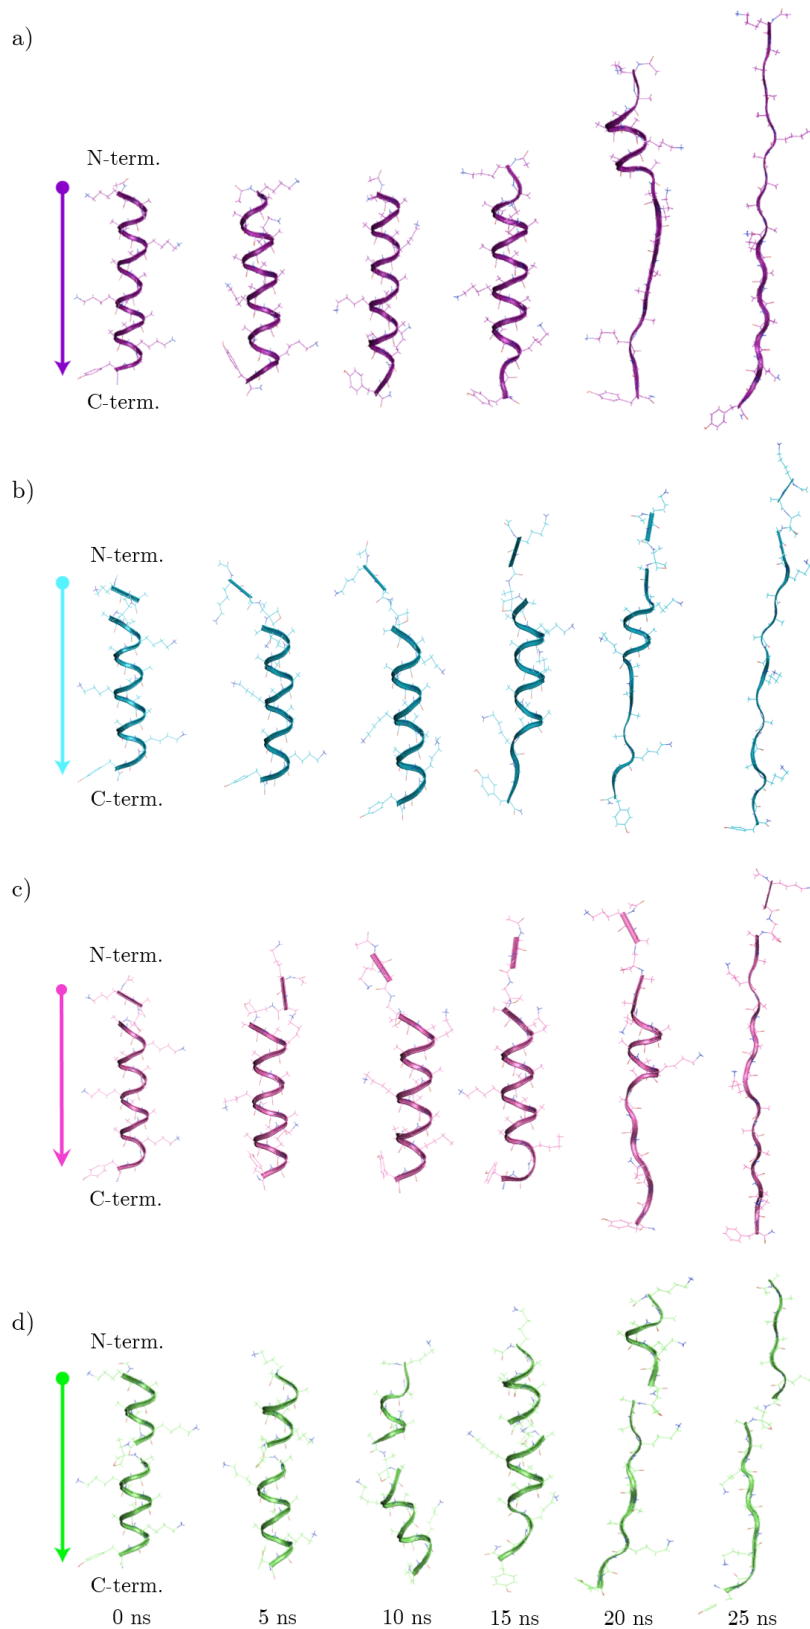 a)
N-term.
C-term.
b)
N-term.
C-term.
c)
N-term.
C-term.
d)
N-term.
C-term.
0 ns 5 ns 10 ns 15 ns 20 ns 25 ns